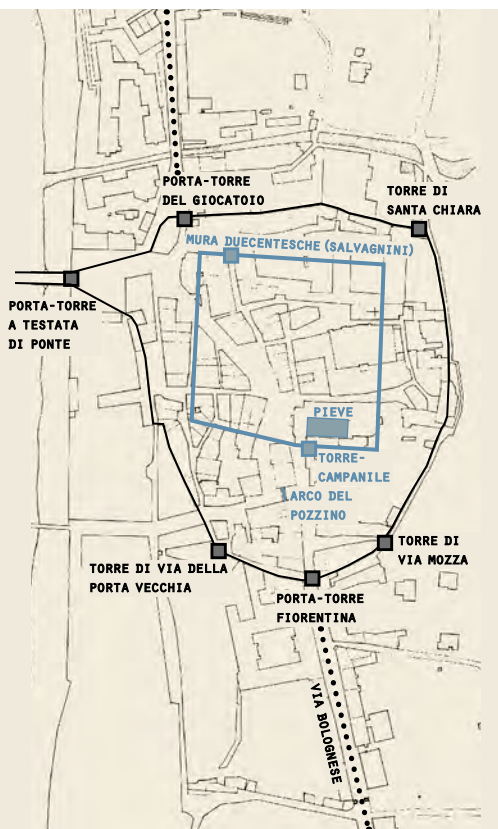 PORTA-TORRE
DEL GIOCATOIO
TORRE DI
SANTA CHIARA
MURA DUECENTESCHE (SALVAGNINI)
PORTA-TORRE
A TESTATA
DI PONTE
PIEVE
TORRE-
CAMPANILE
ARCO DEL
POZZINO
TORRE DI
VIA MOZZA
TORRE DI VIA DELLA
PORTA VECCHIA
PORTA-TORRE
FIORENTINA
VIA BOLOGNESE